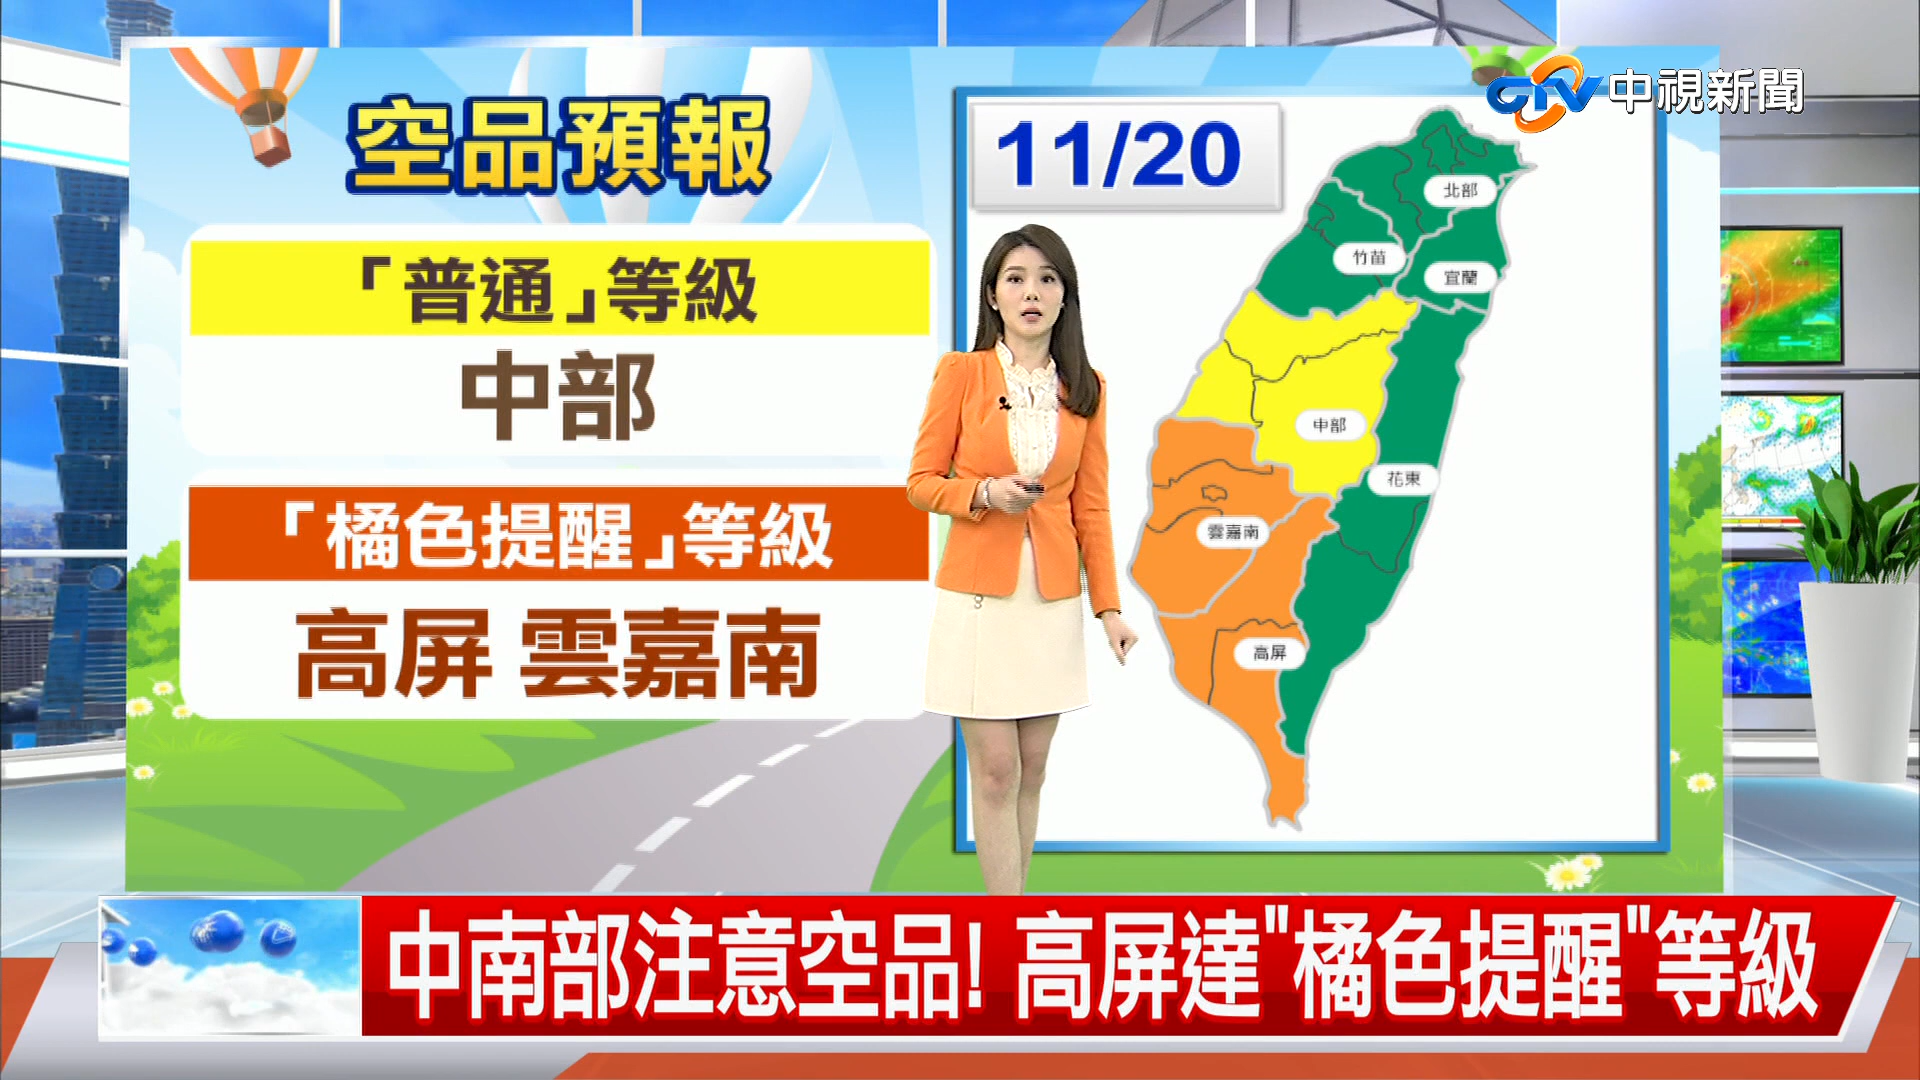 空品預報
「普通」等級
中部
「橘色提醒」等級
高屏 雲嘉南
11/20
CTV 中視新聞
北部
竹苗
宜蘭
中部
花東
雲嘉南
高屏
中南部注意空品! 高屏達"橘色提醒"等級